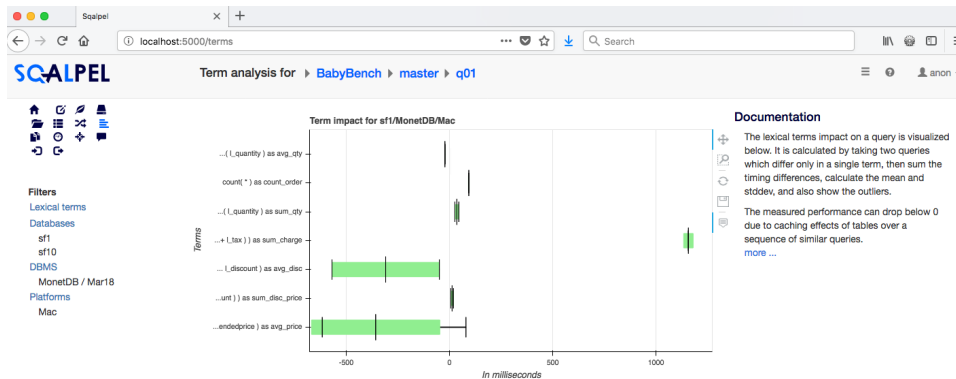 Sqalpel
localhost:5000/terms
Search
SQALPEL
Term analysis for BabyBench master q01
anon
Filters
Lexical terms
Databases
sf1
sf10
DBMS
MonetDB / Mar18
Platforms
Mac
Term impact for sf1/MonetDB/Mac
Terms
...( l_quantity ) as avg_qty
count( * ) as count_order
...( l_quantity ) as sum_qty
...+ l_tax ) ) as sum_charge
... l_discount ) as avg_disc
...unt ) ) as sum_disc_price
...endedprice ) as avg_price
-500 0 500 1000
In milliseconds
Documentation
The lexical terms impact on a query is visualized
below. It is calculated by taking two queries
which differ only in a single term, then sum the
timing differences, calculate the mean and
stddev, and also show the outliers.
The measured performance can drop below 0
due to caching effects of tables over a
sequence of similar queries.
more ...